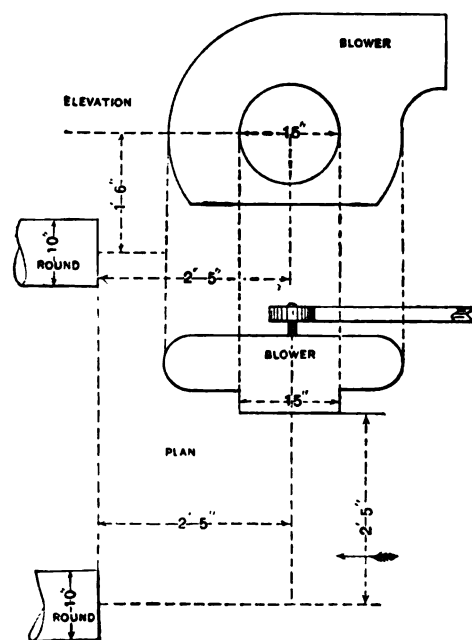 BLOWER
ELEVATION
15"
1' 6"
10"
ROUND
2' 5"
BLOWER
15"
PLAN
2' 5"
2' 5"
10"
ROUND